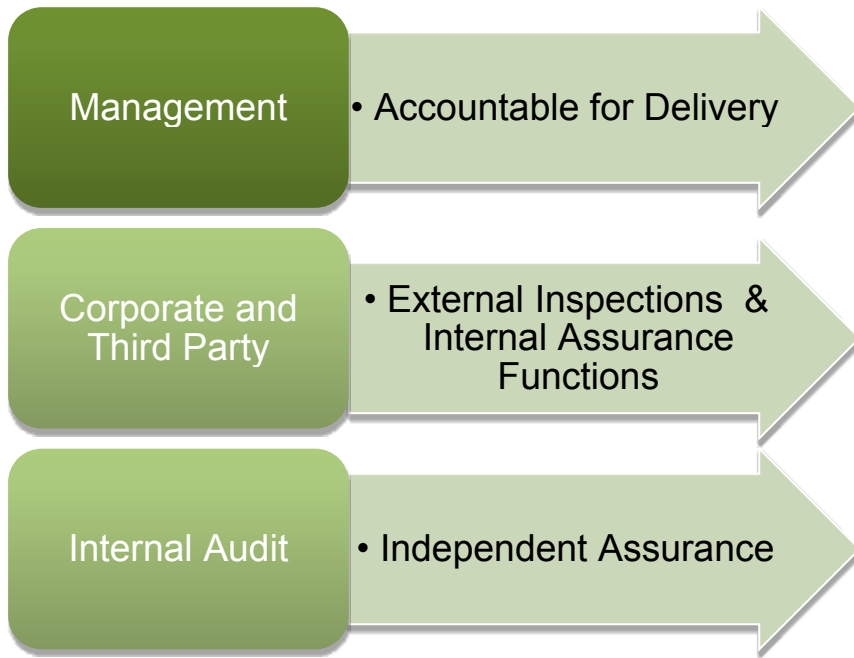 Management
• Accountable for Delivery
Corporate and
Third Party
• External Inspections &
Internal Assurance
Functions
Internal Audit
• Independent Assurance